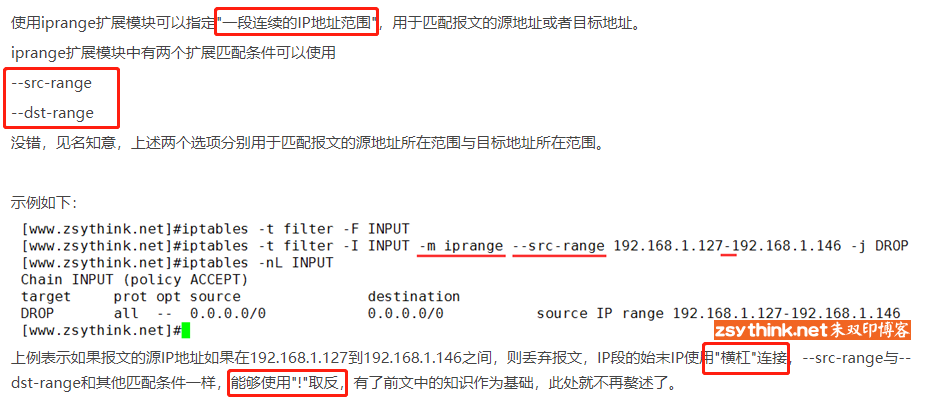 使用iprange扩展模块可以指定"一段连续的IP地址范围"，用于匹配报文的源地址或者目标地址。
iprange扩展模块中有两个扩展匹配条件可以使用
--src-range
--dst-range
没错，见名知意，上述两个选项分别用于匹配报文的源地址所在范围与目标地址所在范围。
示例如下：
[www.zsythink.net]#iptables -t filter -F INPUT
[www.zsythink.net]#iptables -t filter -I INPUT -m iprange --src-range 192.168.1.127-192.168.1.146 -j DROP
[www.zsythink.net]#iptables -nL INPUT
Chain INPUT (policy ACCEPT)
target prot opt source destination
DROP all -- 0.0.0.0/0 0.0.0.0/0 source IP range 192.168.1.127-192.168.1.146
[www.zsythink.net]#
zsythink.net朱双印博客
上例表示如果报文的源IP地址如果在192.168.1.127到192.168.1.146之间，则丢弃报文，IP段的始末IP使用"横杠"连接，--src-range与--
dst-range和其他匹配条件一样，能够使用"!"取反，有了前文中的知识作为基础，此处就不再赘述了。